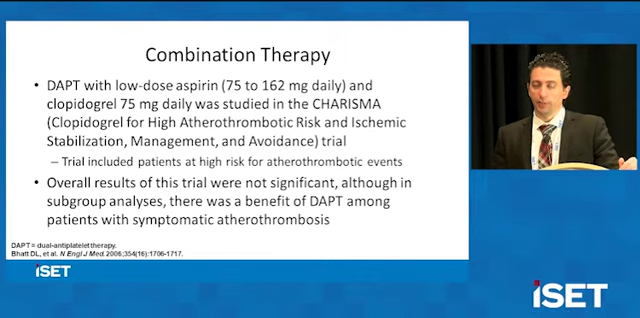 Combination Therapy
• DAPT with low-dose aspirin (75 to 162 mg daily) and
clopidogrel 75 mg daily was studied in the CHARISMA
(Clopidogrel for High Atherothrombotic Risk and Ischemic
Stabilization, Management, and Avoidance) trial
– Trial included patients at high risk for atherothrombotic events
• Overall results of this trial were not significant, although in
subgroup analyses, there was a benefit of DAPT among
patients with symptomatic atherothrombosis
DAPT = dual-antiplatelet therapy.
Bhatt DL, et al. N Engl J Med. 2006;354(16):1706-1717.
iSET
iSET